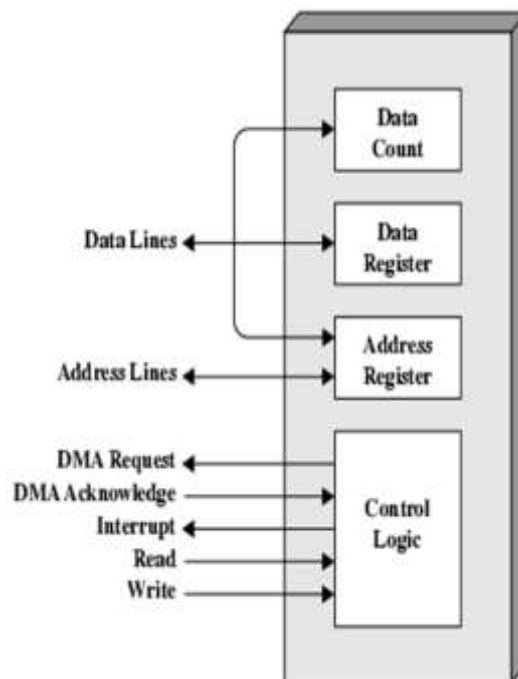 Data
Count
Data Lines
Data
Register
Address Lines
Address
Register
DMA Request
DMA Acknowledge
Interrupt
Read
Write
Control
Logic